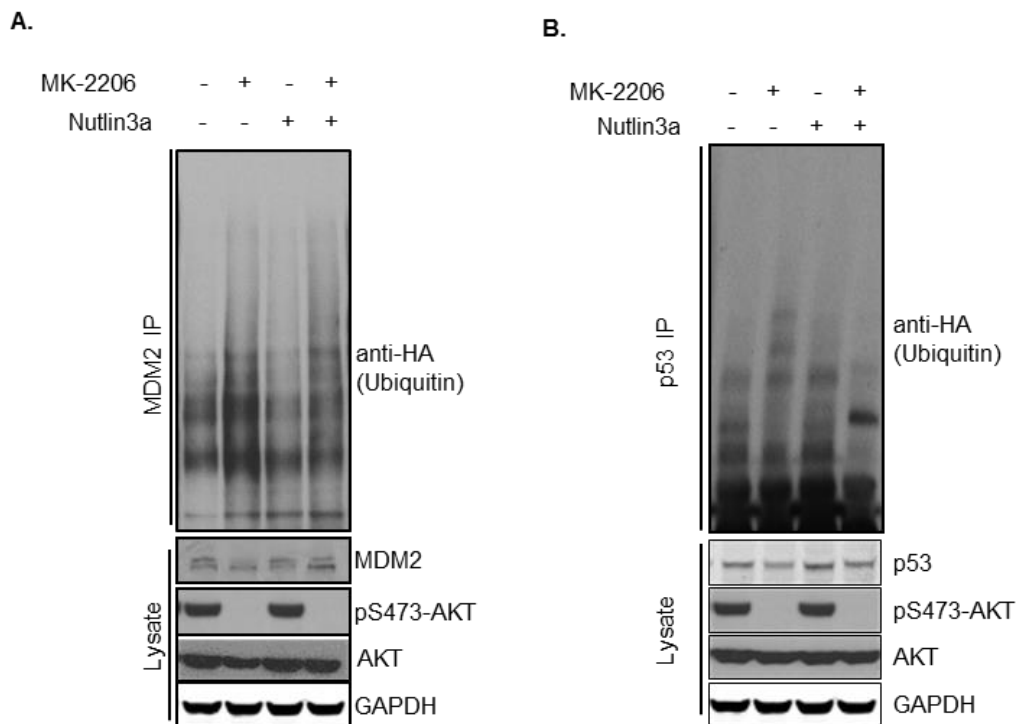 A.
MK-2206 - + - +
Nutlin3a - - + +
MDM2 IP
anti-HA
(Ubiquitin)
Lysate
MDM2
pS473-AKT
AKT
GAPDH
B.
MK-2206 - + - +
Nutlin3a - - + +
p53 IP
anti-HA
(Ubiquitin)
Lysate
p53
pS473-AKT
AKT
GAPDH